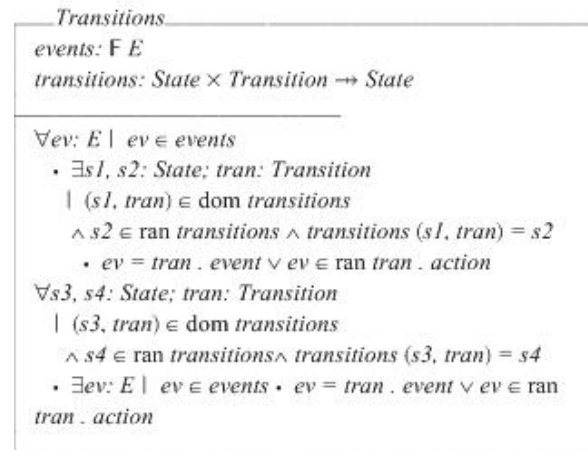 Transitions
events: 𝔽 E
transitions: State × Transition ⇸ State
∀ev: E | ev ∈ events
• ∃s1, s2: State; tran: Transition
| (s1, tran) ∈ dom transitions
∧ s2 ∈ ran transitions ∧ transitions (s1, tran) = s2
• ev = tran . event ∨ ev ∈ ran tran . action
∀s3, s4: State; tran: Transition
| (s3, tran) ∈ dom transitions
∧ s4 ∈ ran transitions∧ transitions (s3, tran) = s4
• ∃ev: E | ev ∈ events • ev = tran . event ∨ ev ∈ ran
tran . action